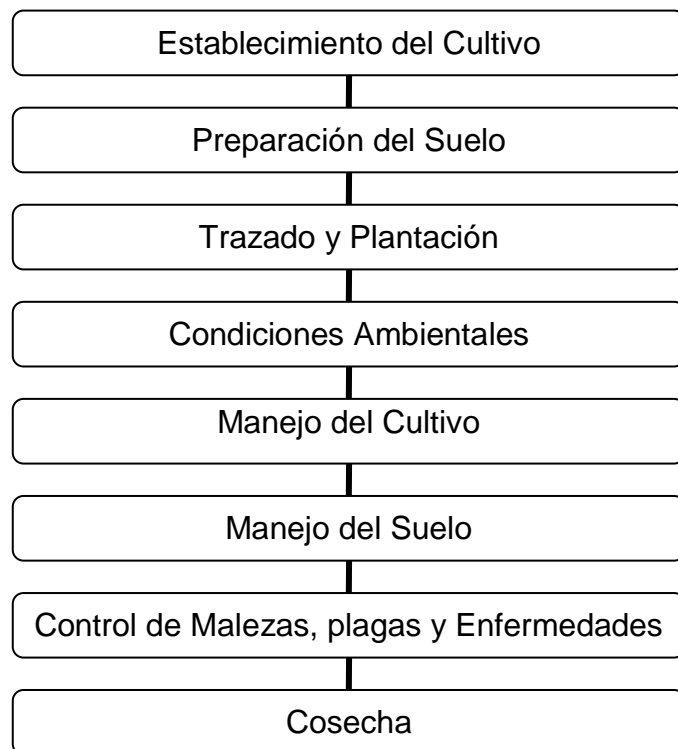 Establecimiento del Cultivo
Preparación del Suelo
Trazado y Plantación
Condiciones Ambientales
Manejo del Cultivo
Manejo del Suelo
Control de Malezas, plagas y Enfermedades
Cosecha